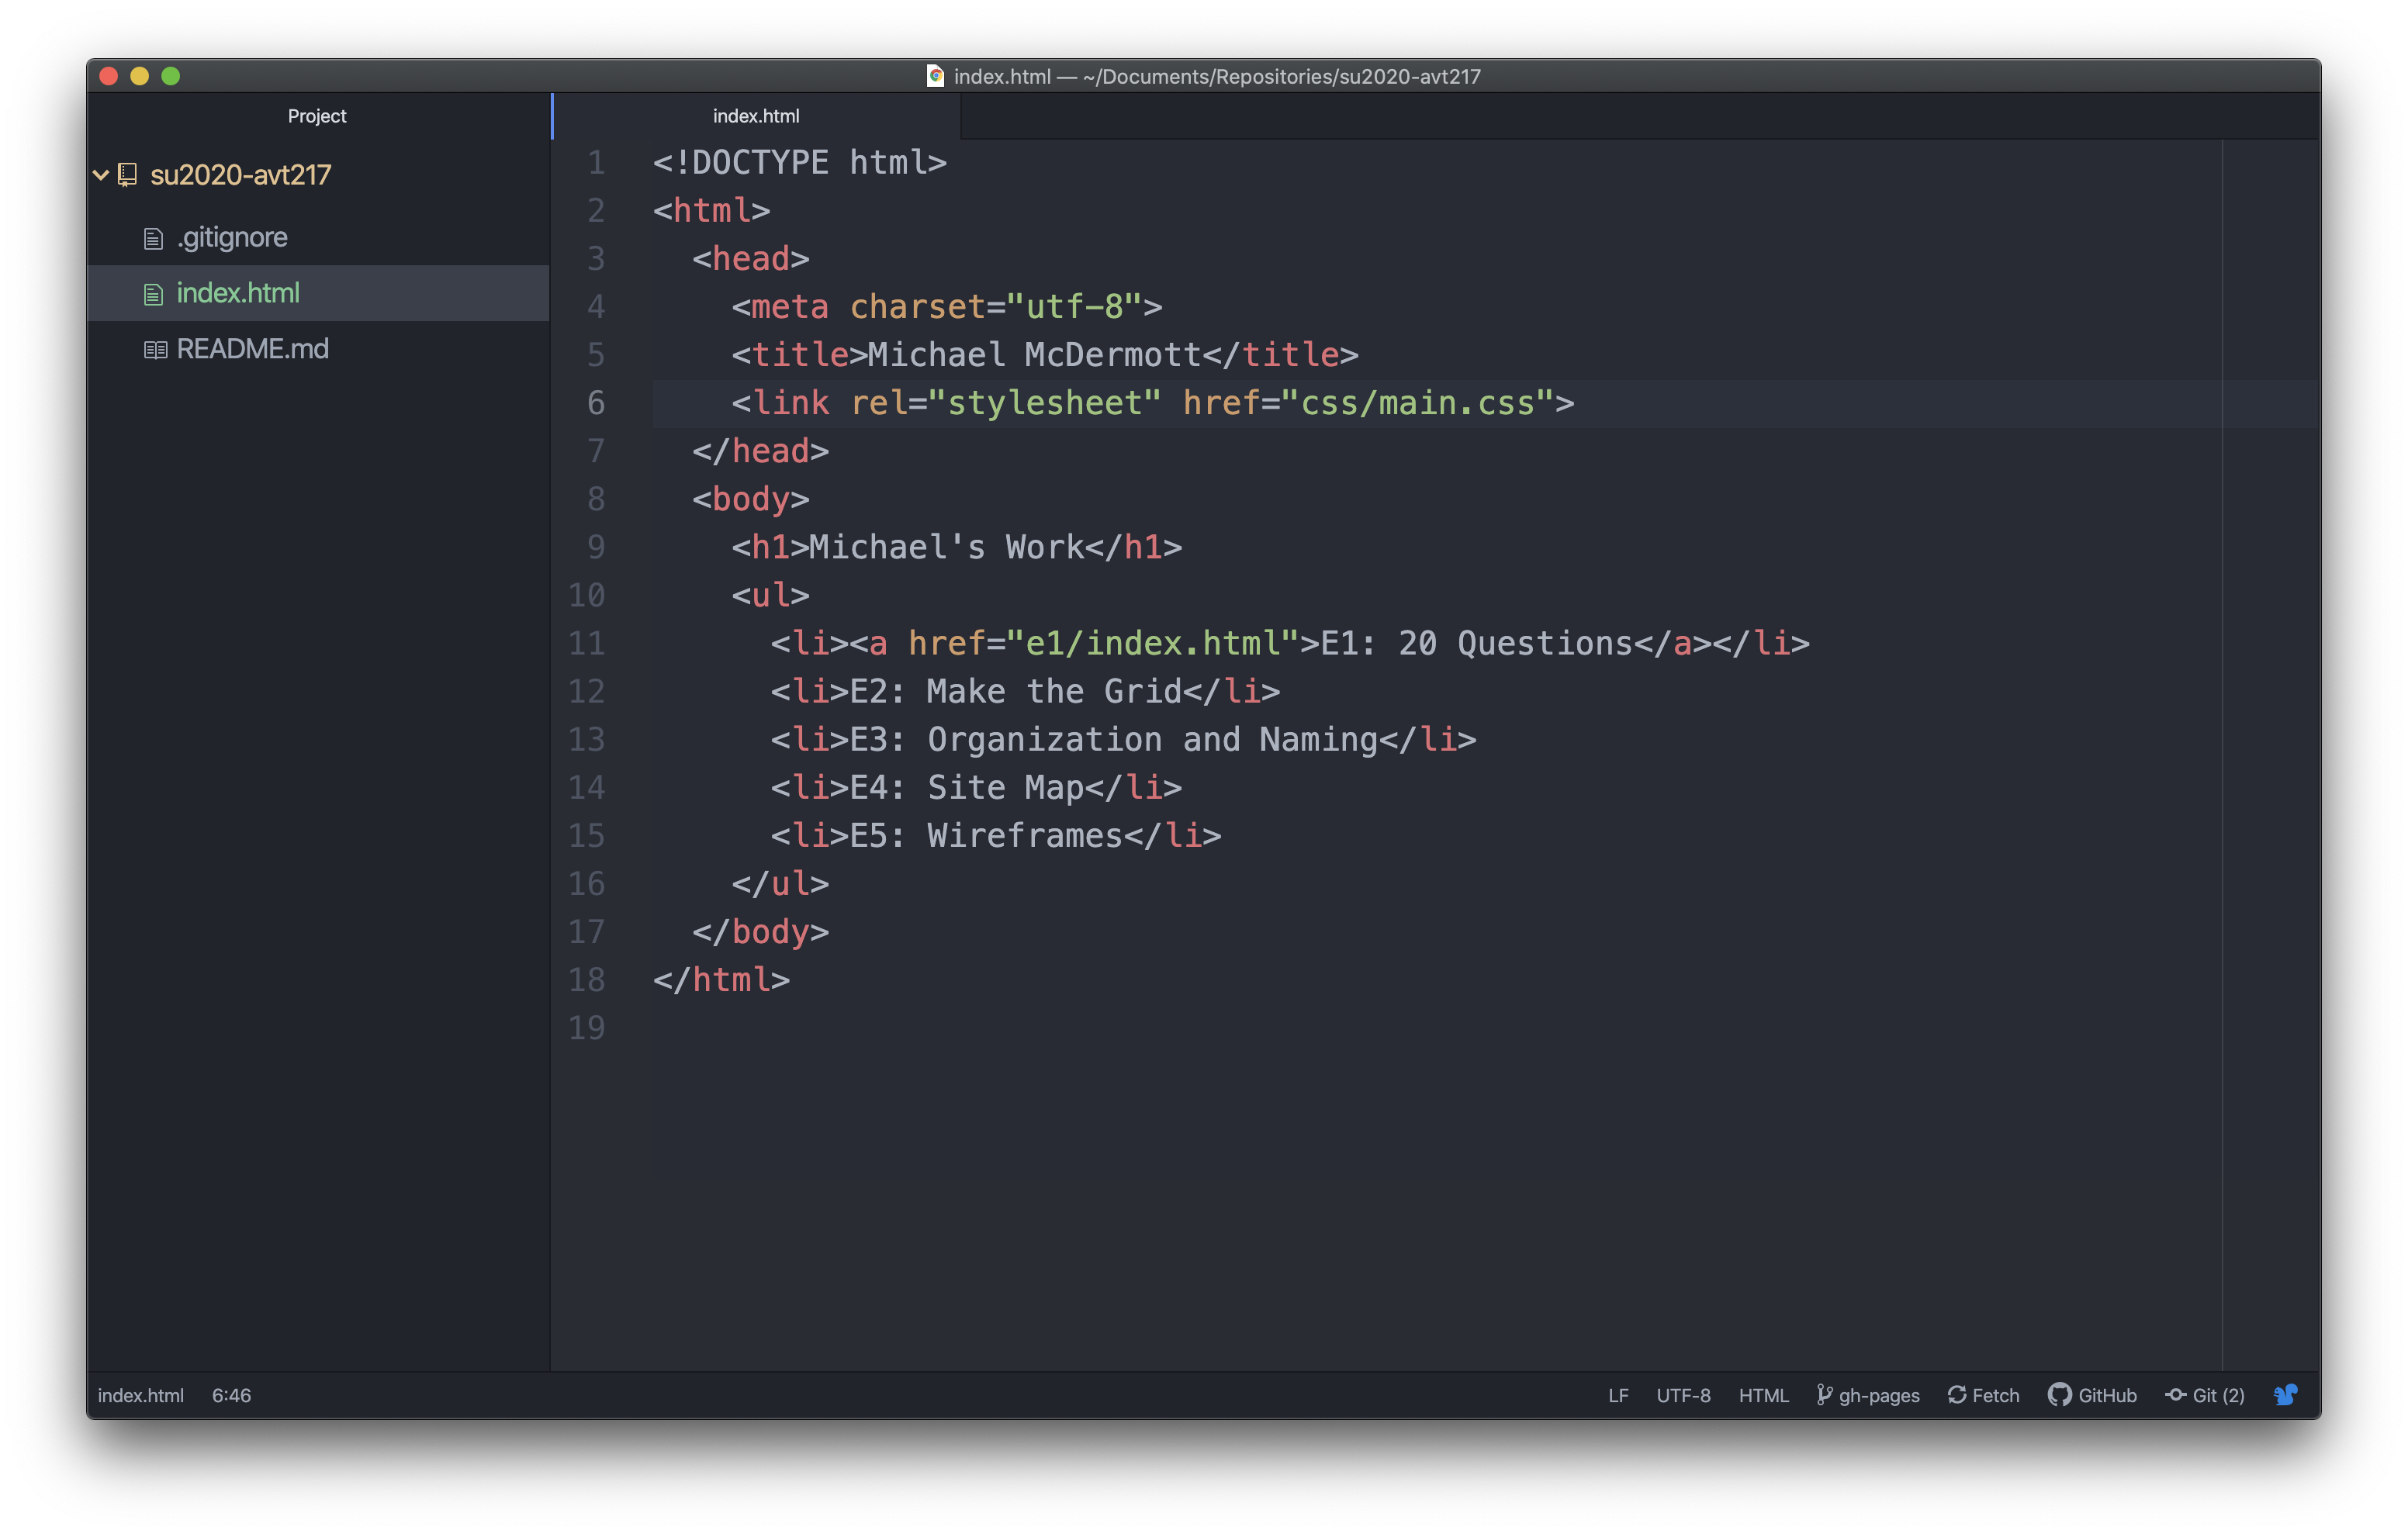 index.html — ~/Documents/Repositories/su2020-avt217
Project
su2020-avt217
.gitignore
index.html
README.md
index.html
1 <!DOCTYPE html>
2 <html>
3   <head>
4     <meta charset="utf-8">
5     <title>Michael McDermott</title>
6     <link rel="stylesheet" href="css/main.css">
7   </head>
8   <body>
9     <h1>Michael's Work</h1>
10     <ul>
11       <li><a href="e1/index.html">E1: 20 Questions</a></li>
12       <li>E2: Make the Grid</li>
13       <li>E3: Organization and Naming</li>
14       <li>E4: Site Map</li>
15       <li>E5: Wireframes</li>
16     </ul>
17   </body>
18 </html>
19
index.html 6:46 LF UTF-8 HTML gh-pages Fetch GitHub Git (2)